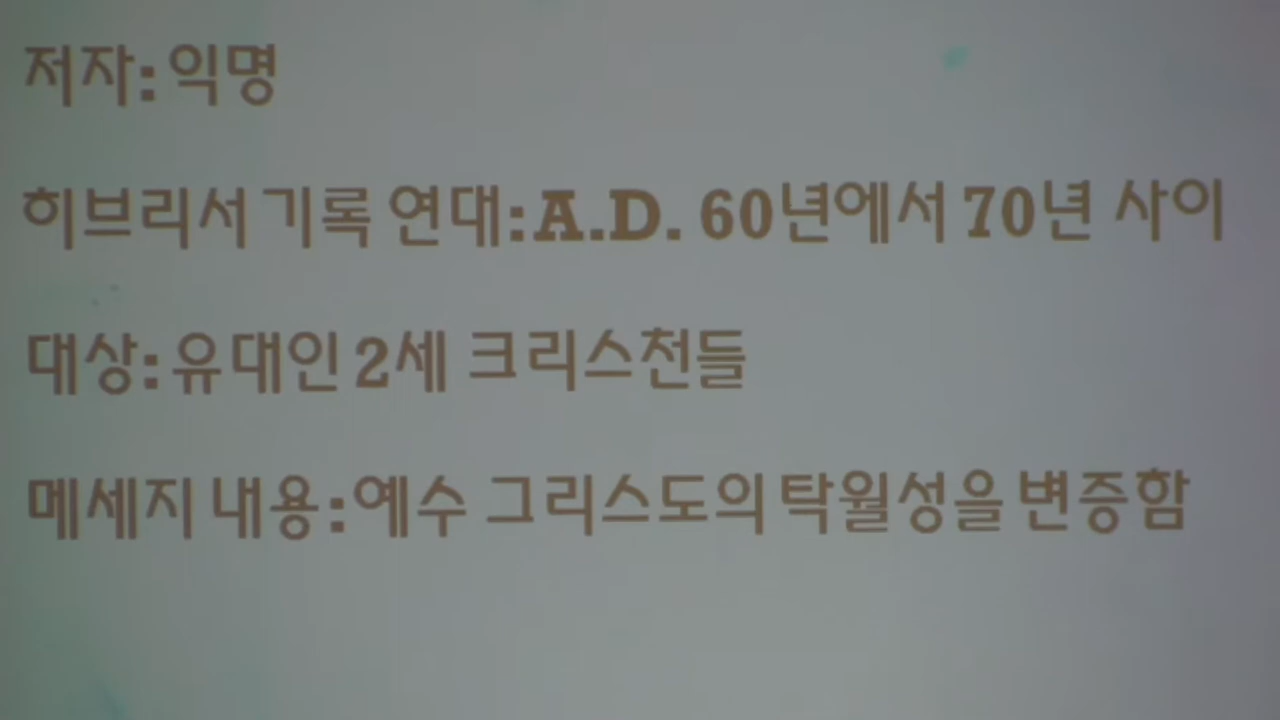 저자: 익명
히브리서 기록 연대: A.D. 60년에서 70년 사이
대상: 유대인 2세 크리스천들
메세지 내용: 예수 그리스도의 탁월성을 변증함